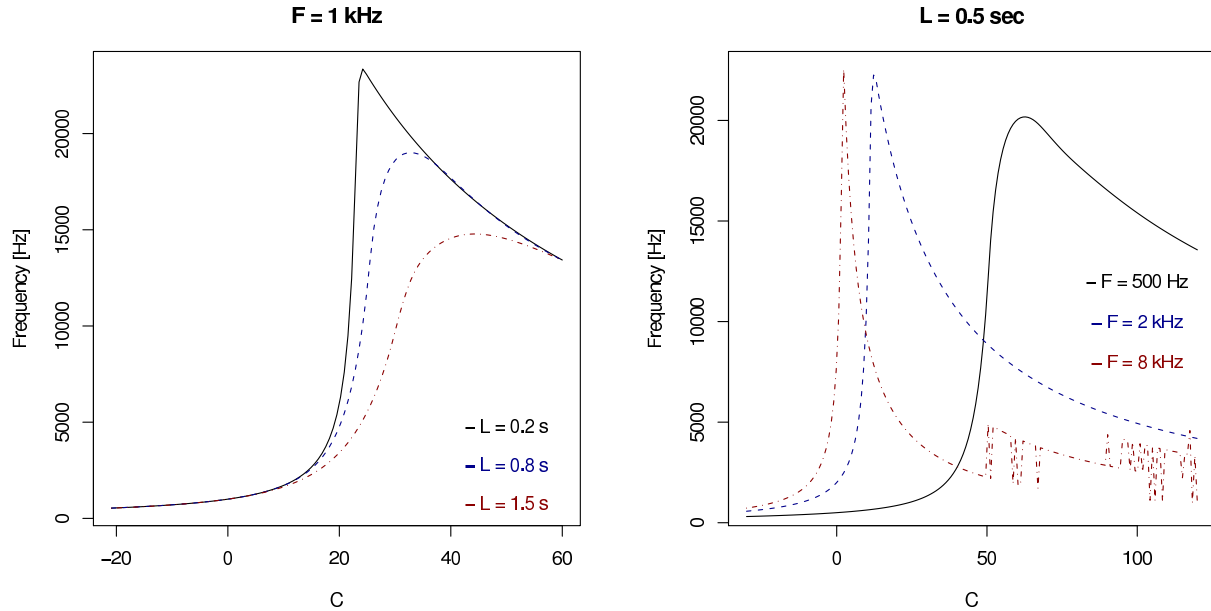 F = 1 kHz
Frequency [Hz]
20000
15000
10000
5000
0
– L = 0.2 s
– L = 0.8 s
– L = 1.5 s
−20 0 20 40 60
C
L = 0.5 sec
Frequency [Hz]
20000
15000
10000
5000
0
– F = 500 Hz
– F = 2 kHz
– F = 8 kHz
0 50 100
C